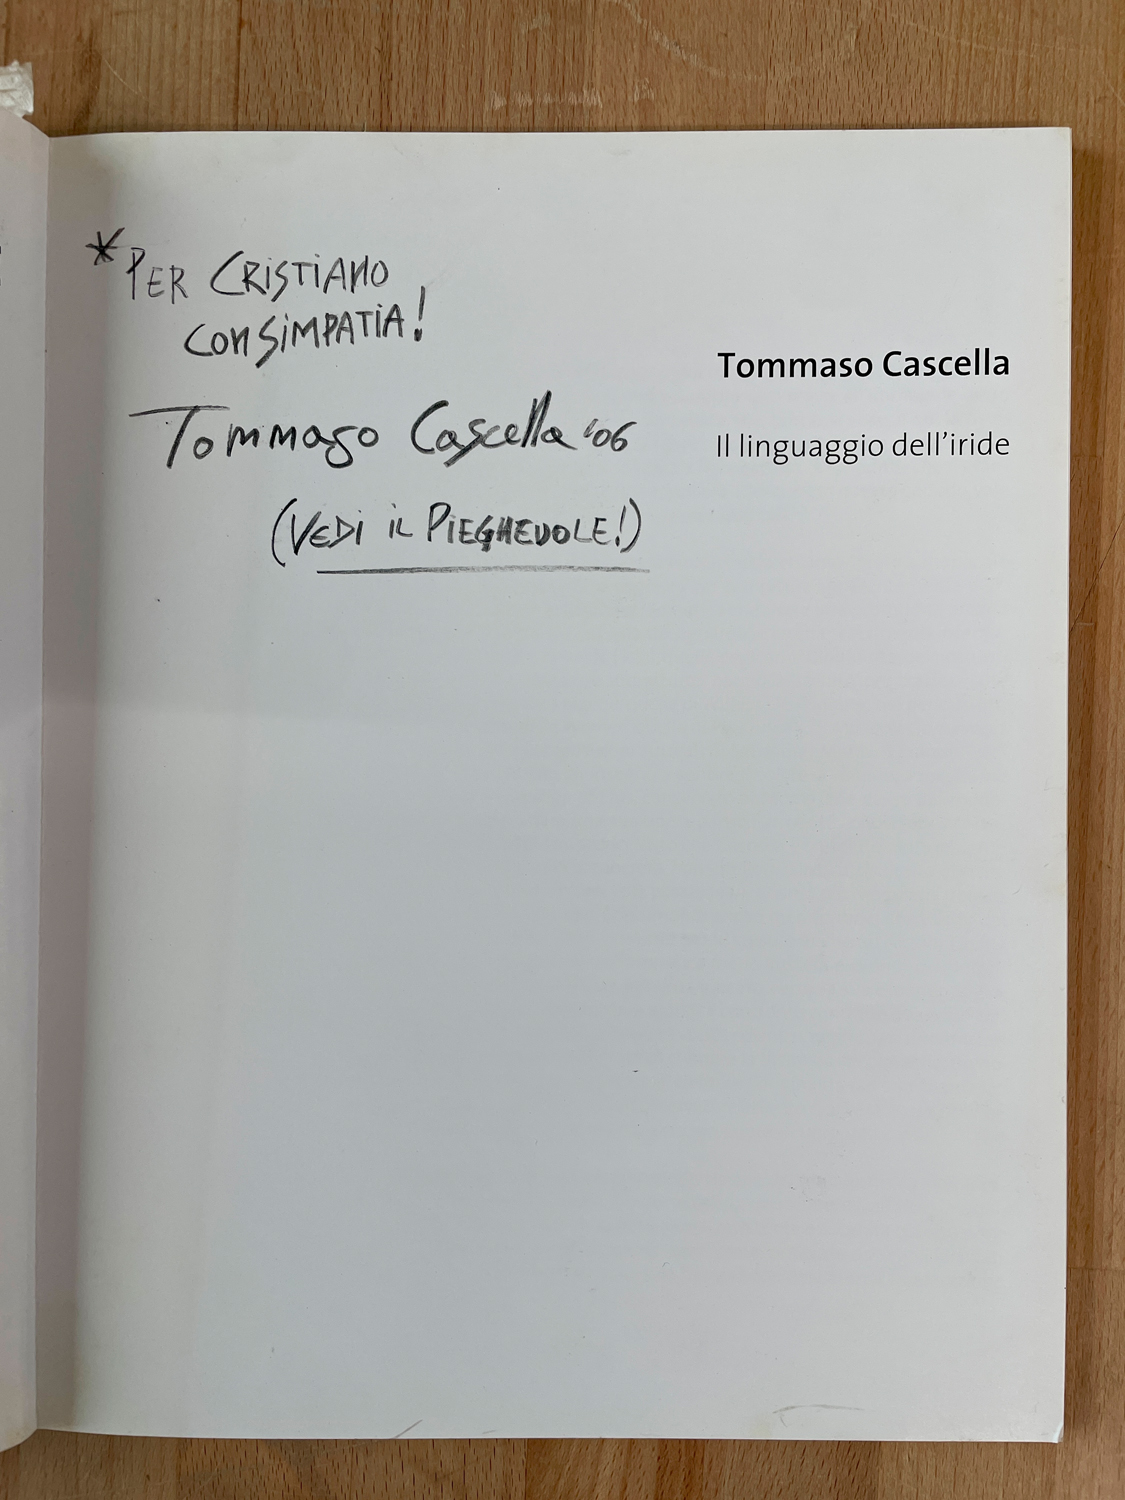 *PER CRISTIANO
CON SIMPATIA!
Tommaso Cascella '06
(VEDI IL PIEGHEVOLE!)
Tommaso Cascella
Il linguaggio dell'iride